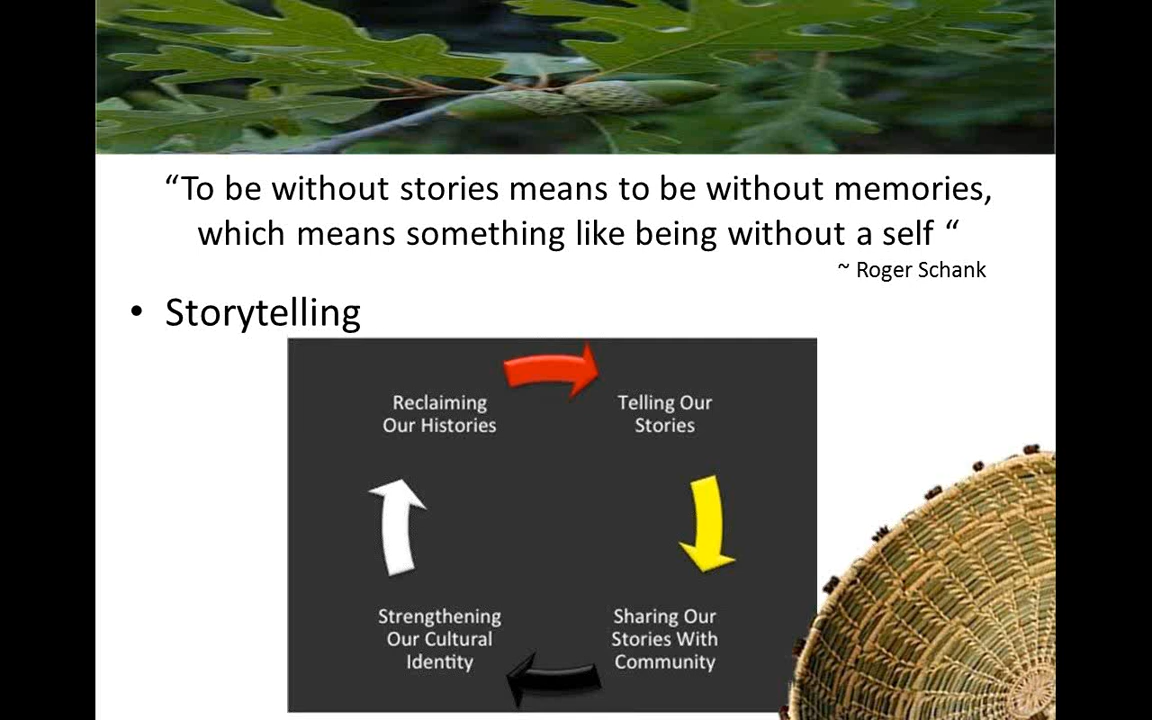 “To be without stories means to be without memories,
which means something like being without a self “
~ Roger Schank
• Storytelling
Reclaiming
Our Histories
Telling Our
Stories
Sharing Our
Stories With
Community
Strengthening
Our Cultural
Identity